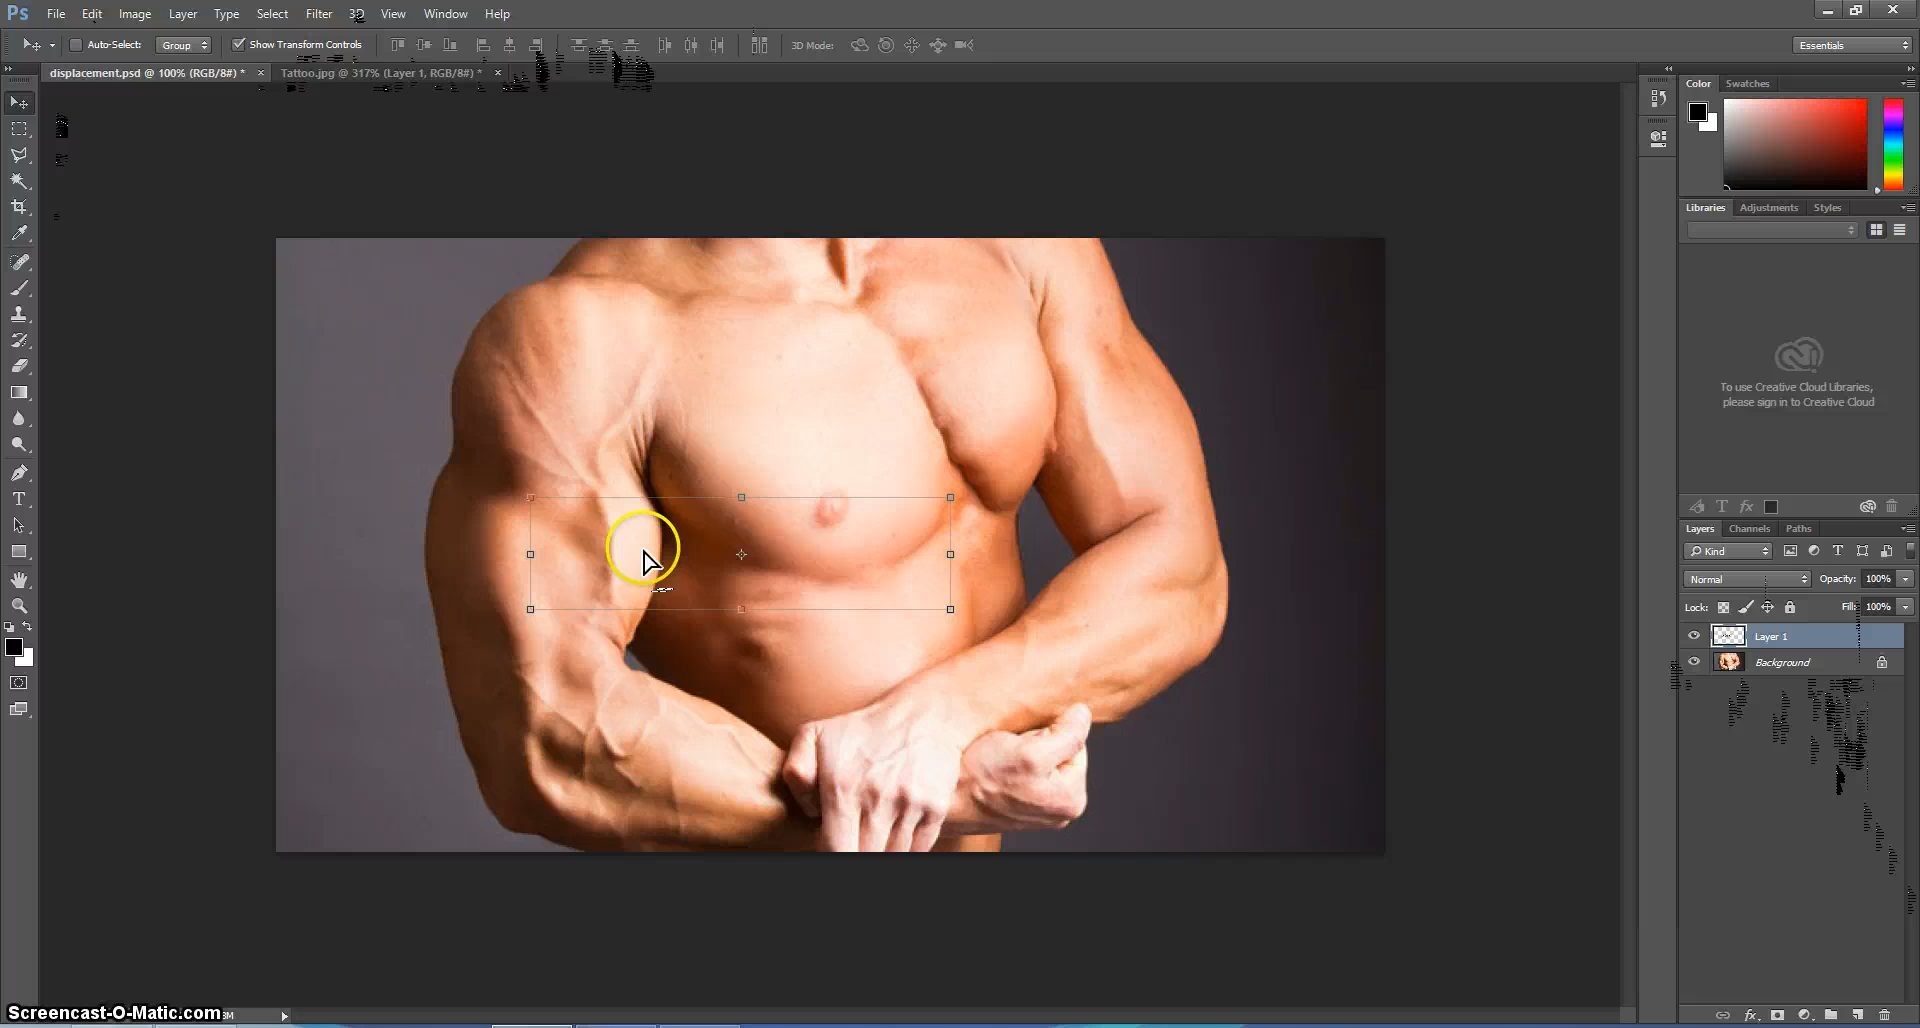 Ps File Edit Image Layer Type Select Filter 3D View Window Help
Auto-Select: Group Show Transform Controls 3D Mode: Essentials
displacement.psd @ 100% (RGB/8#) * × Tattoo.jpg @ 317% (Layer 1, RGB/8#) * ×
Color Swatches
Libraries Adjustments Styles
To use Creative Cloud Libraries,
please sign in to Creative Cloud
Layers Channels Paths
Kind
Normal Opacity: 100%
Lock: Fill: 100%
Layer 1
Background
Screencast-O-Matic.com